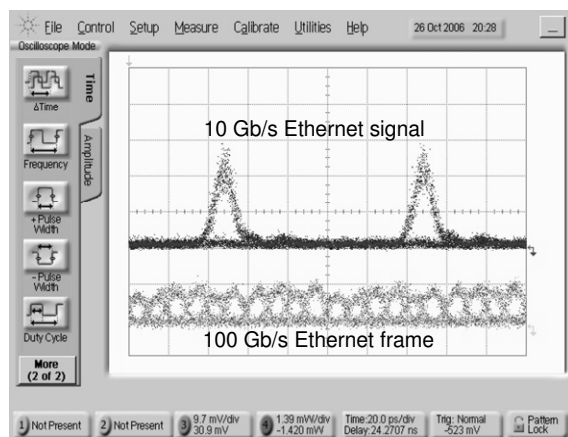 File Control Setup Measure Calibrate Utilities Help 26 Oct 2006 20:28
Oscilloscope Mode
Time
Amplitude
ΔTime
Frequency
+Pulse
Width
-Pulse
Width
Duty Cycle
More
(2 of 2)
10 Gb/s Ethernet signal
100 Gb/s Ethernet frame
1 Not Present
2 Not Present
3 9.7 mV/div
30.9 mV
4 1.39 mW/div
-1.420 mW
Time:20.0 ps/div
Delay:24.2707 ns
Trig: Normal
-523 mV
Pattern
Lock